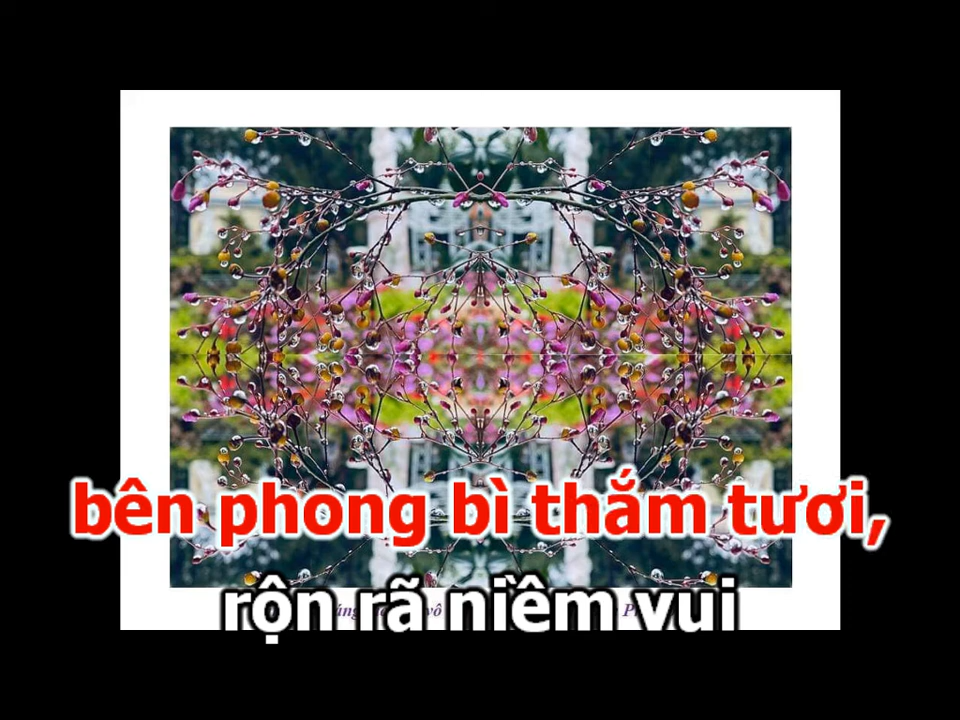 bên phong bì thắm tươi,
rộn rã niềm vui